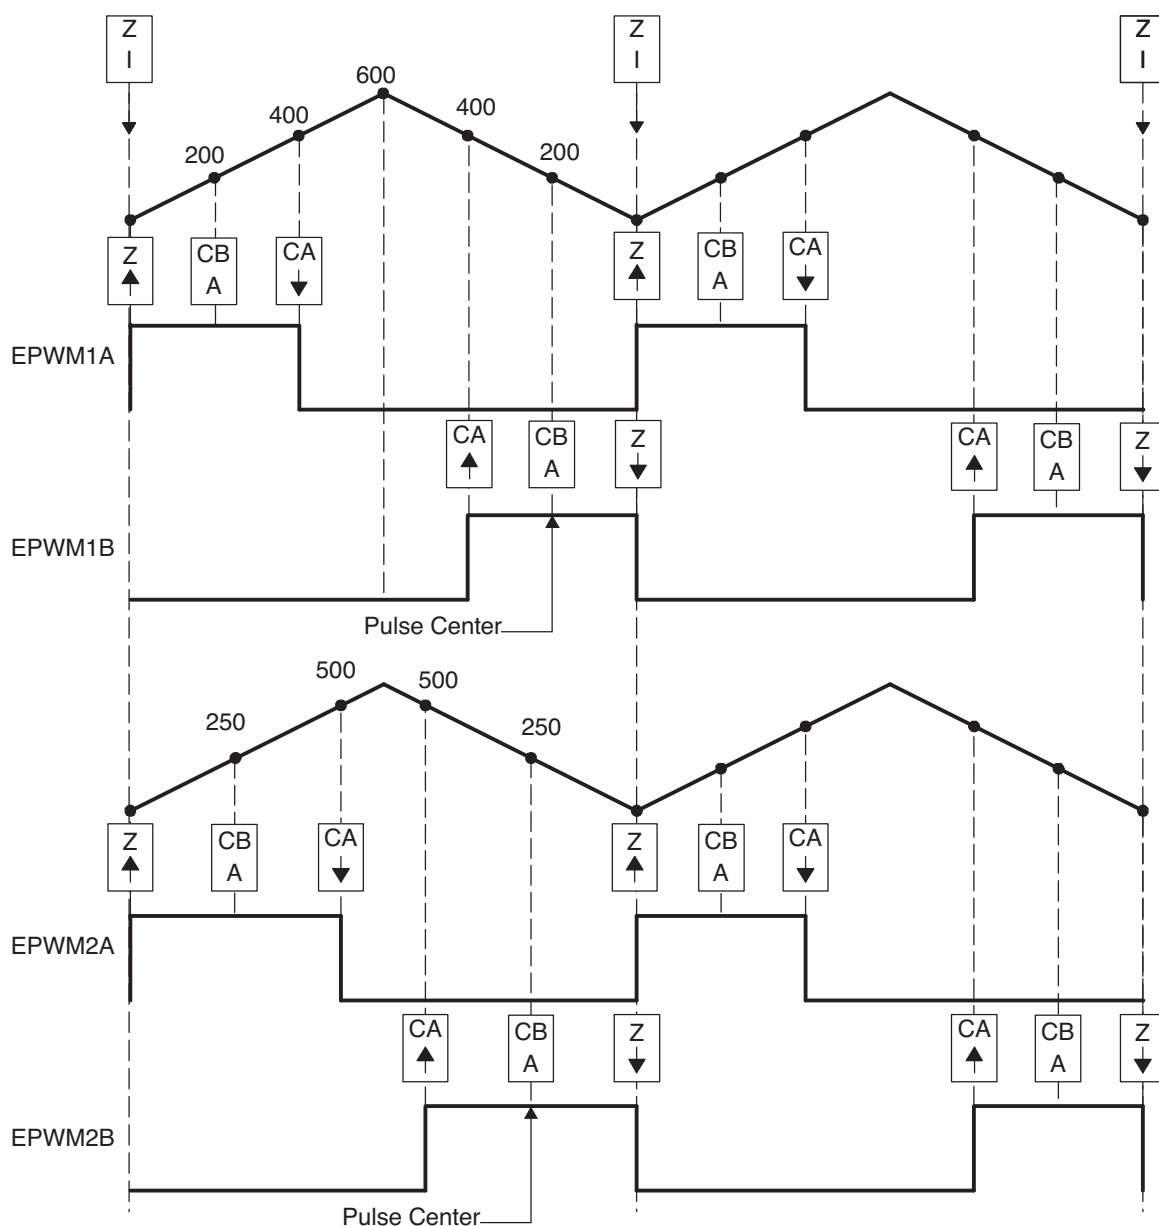 Z Z Z
I I I
600
400 400
200 200
Z CB CA Z CB CA
A A
EPWM1A
CA CB Z CA CB Z
A A
EPWM1B
Pulse Center
500 500
250 250
Z CB CA Z CB CA
A A
EPWM2A
CA CB Z CA CB Z
A A
EPWM2B
Pulse Center